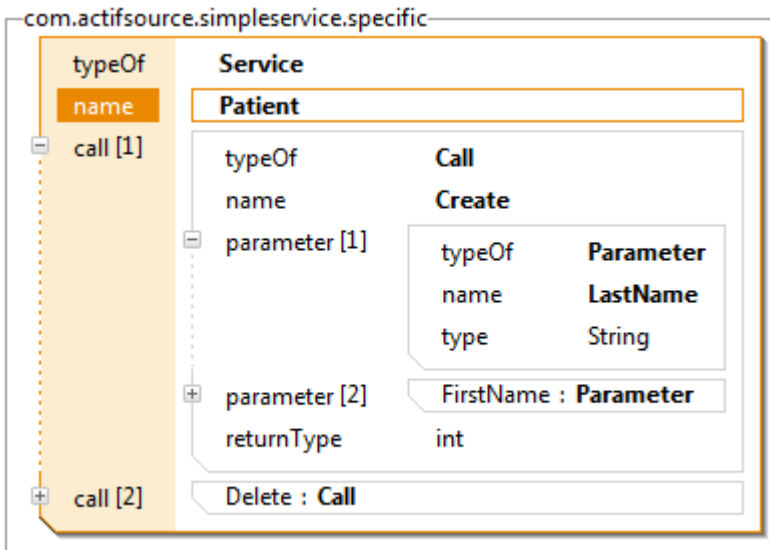 com.actifsource.simpleservice.specific
typeOf Service
name Patient
call [1]
typeOf Call
name Create
parameter [1]
typeOf Parameter
name LastName
type String
parameter [2] FirstName : Parameter
returnType int
call [2] Delete : Call